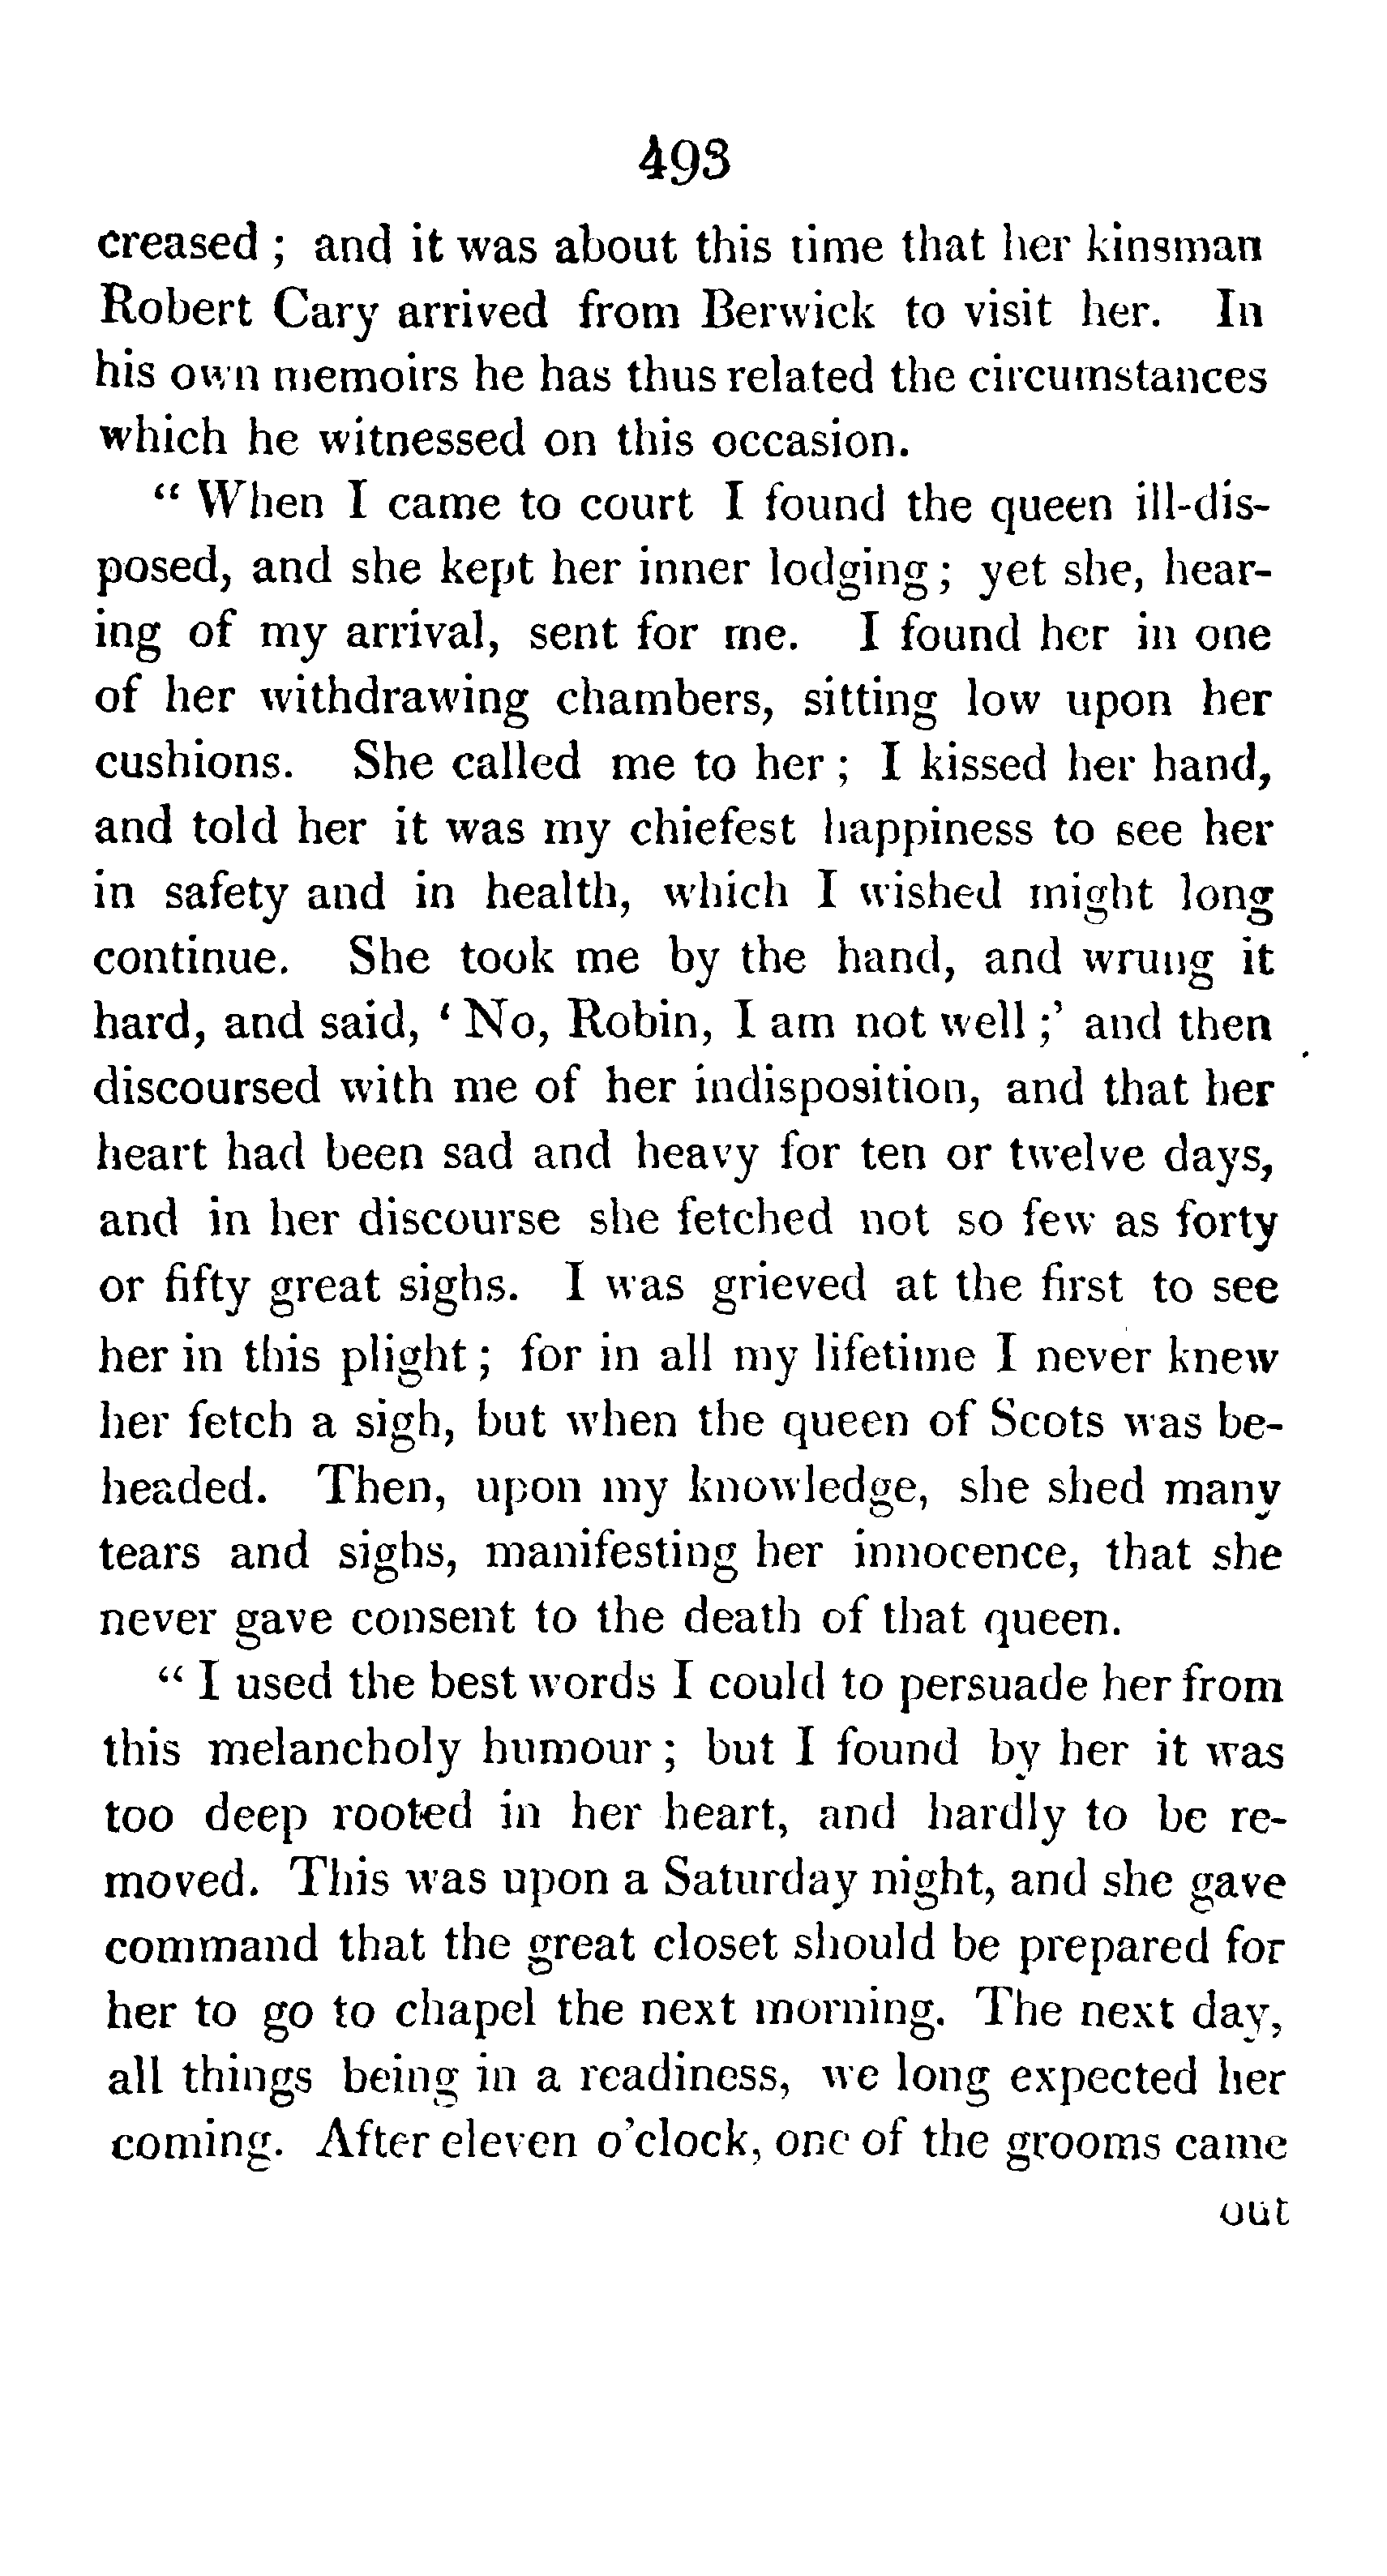 493
creased ; and it was about this time that her kinsman
Robert Cary arrived from Berwick to visit her. In
his own memoirs he has thus related the circumstances
which he witnessed on this occasion.
“ When I came to court I found the queen ill-dis-
posed, and she kept her inner lodging ; yet she, hear-
ing of my arrival, sent for me. I found her in one
of her withdrawing chambers, sitting low upon her
cushions. She called me to her ; I kissed her hand,
and told her it was my chiefest happiness to see her
in safety and in health, which I wished might long
continue. She took me by the hand, and wrung it
hard, and said, ‘ No, Robin, I am not well ;’ and then
discoursed with me of her indisposition, and that her
heart had been sad and heavy for ten or twelve days,
and in her discourse she fetched not so few as forty
or fifty great sighs. I was grieved at the first to see
her in this plight ; for in all my lifetime I never knew
her fetch a sigh, but when the queen of Scots was be-
headed. Then, upon my knowledge, she shed many
tears and sighs, manifesting her innocence, that she
never gave consent to the death of that queen.
“ I used the best words I could to persuade her from
this melancholy humour ; but I found by her it was
too deep rooted in her heart, and hardly to be re-
moved. This was upon a Saturday night, and she gave
command that the great closet should be prepared for
her to go to chapel the next morning. The next day,
all things being in a readiness, we long expected her
coming. After eleven o’clock, one of the grooms came
out